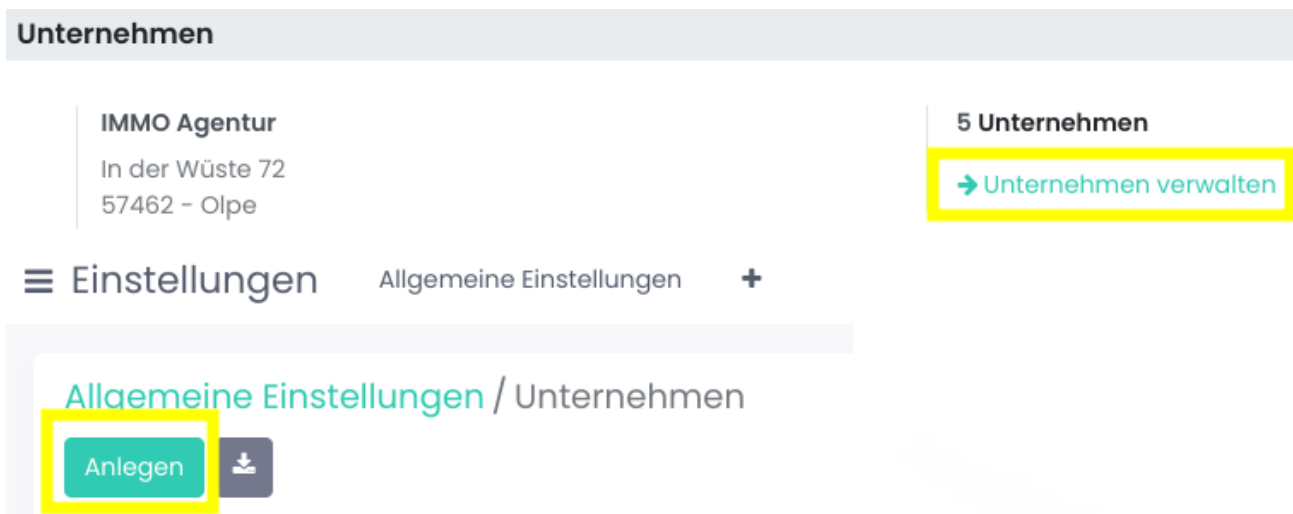 Unternehmen
IMMO Agentur
In der Wüste 72
57462 - Olpe
5 Unternehmen
Unternehmen verwalten
Einstellungen Allgemeine Einstellungen +
Allgemeine Einstellungen / Unternehmen
Anlegen